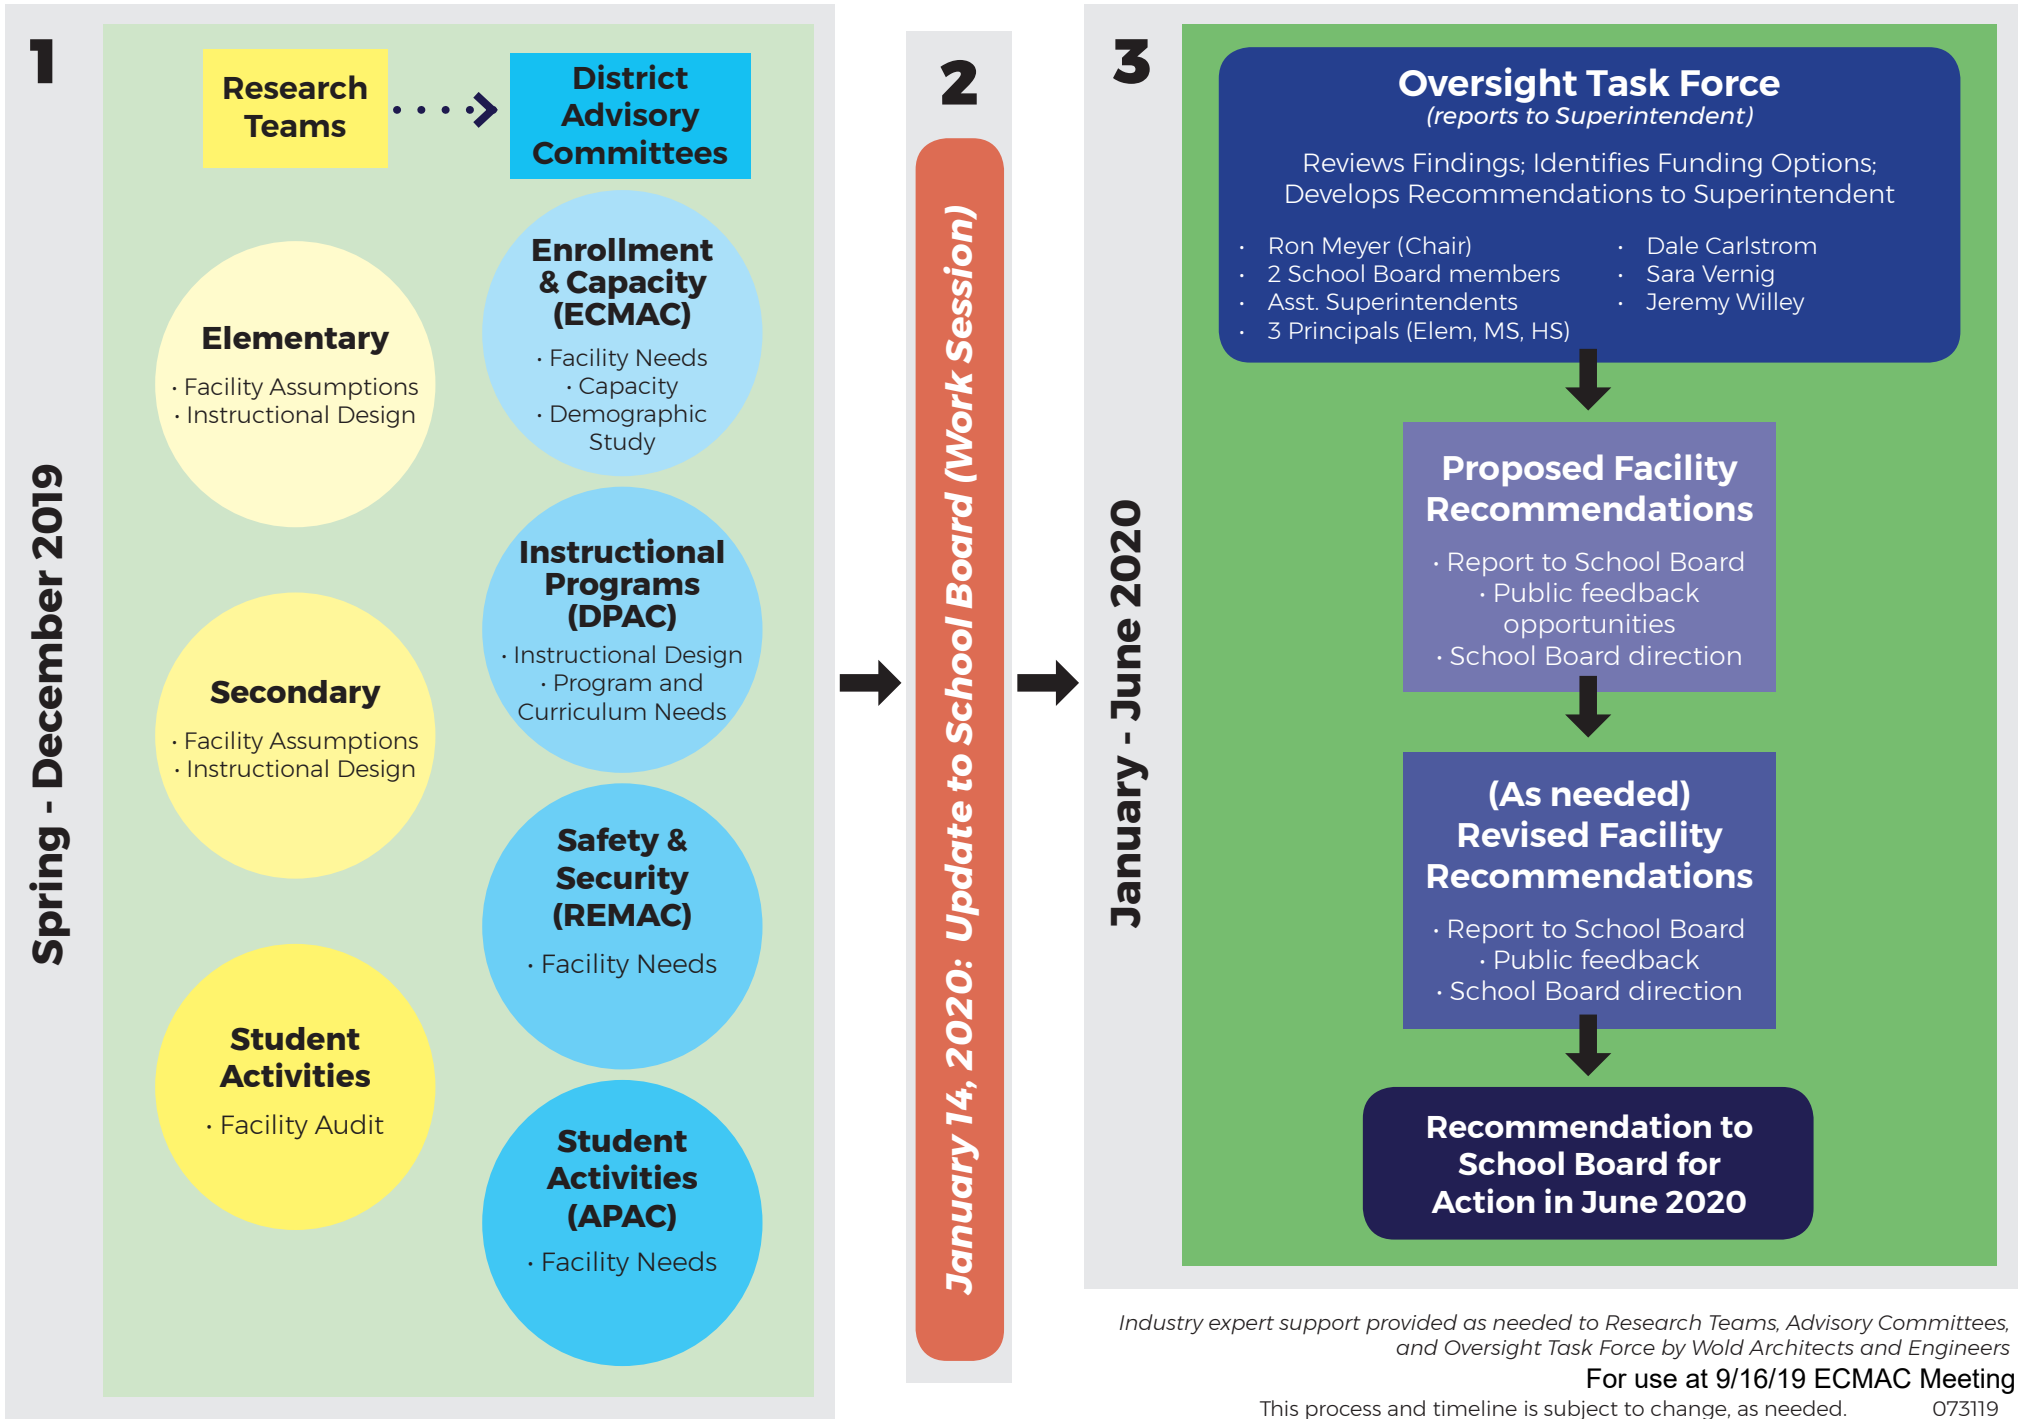 1
Spring - December 2019
Research
Teams
District
Advisory
Committees
Elementary
· Facility Assumptions
· Instructional Design
Secondary
· Facility Assumptions
· Instructional Design
Student
Activities
· Facility Audit
Enrollment
& Capacity
(ECMAC)
· Facility Needs
· Capacity
· Demographic
Study
Instructional
Programs
(DPAC)
· Instructional Design
· Program and
Curriculum Needs
Safety &
Security
(REMAC)
· Facility Needs
Student
Activities
(APAC)
· Facility Needs
2
January 14, 2020: Update to School Board (Work Session)
3
January - June 2020
Oversight Task Force
(reports to Superintendent)
Reviews Findings; Identifies Funding Options;
Develops Recommendations to Superintendent
· Ron Meyer (Chair)
· 2 School Board members
· Asst. Superintendents
· 3 Principals (Elem, MS, HS)
· Dale Carlstrom
· Sara Vernig
· Jeremy Willey
Proposed Facility
Recommendations
· Report to School Board
· Public feedback
opportunities
· School Board direction
(As needed)
Revised Facility
Recommendations
· Report to School Board
· Public feedback
· School Board direction
Recommendation to
School Board for
Action in June 2020
Industry expert support provided as needed to Research Teams, Advisory Committees,
and Oversight Task Force by Wold Architects and Engineers
For use at 9/16/19 ECMAC Meeting
This process and timeline is subject to change, as needed. 073119